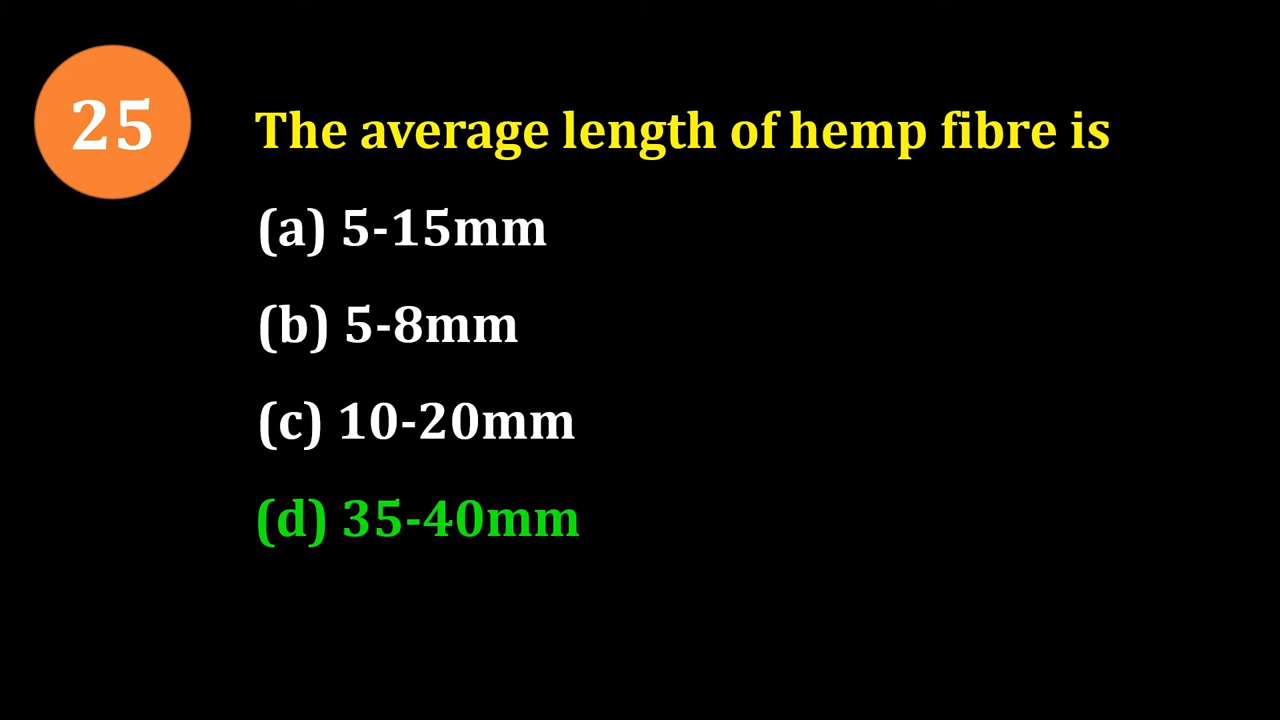 25
The average length of hemp fibre is
(a) 5-15mm
(b) 5-8mm
(c) 10-20mm
(d) 35-40mm